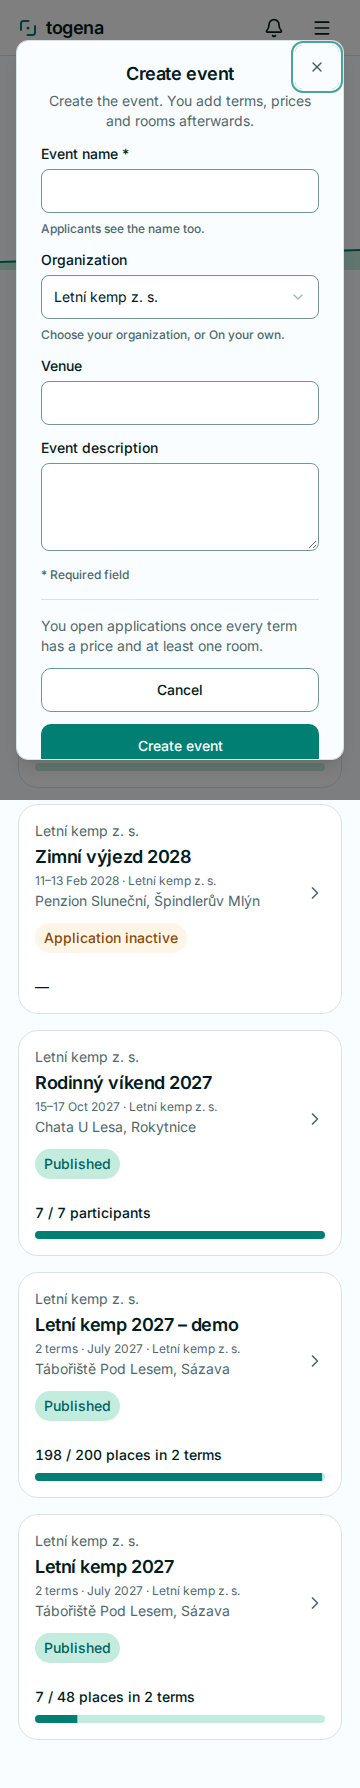 togena
Create event
Create the event. You add terms, prices
and rooms afterwards.
Event name *
Applicants see the name too.
Organization
Letní kemp z. s.
Choose your organization, or On your own.
Venue
Event description
* Required field
You open applications once every term
has a price and at least one room.
Cancel
Create event
Letní kemp z. s.
Zimní výjezd 2028
11–13 Feb 2028 · Letní kemp z. s.
Penzion Sluneční, Špindlerův Mlýn
Application inactive
—
Letní kemp z. s.
Rodinný víkend 2027
15–17 Oct 2027 · Letní kemp z. s.
Chata U Lesa, Rokytnice
Published
7 / 7 participants
Letní kemp z. s.
Letní kemp 2027 – demo
2 terms · July 2027 · Letní kemp z. s.
Tábořiště Pod Lesem, Sázava
Published
198 / 200 places in 2 terms
Letní kemp z. s.
Letní kemp 2027
2 terms · July 2027 · Letní kemp z. s.
Tábořiště Pod Lesem, Sázava
Published
7 / 48 places in 2 terms